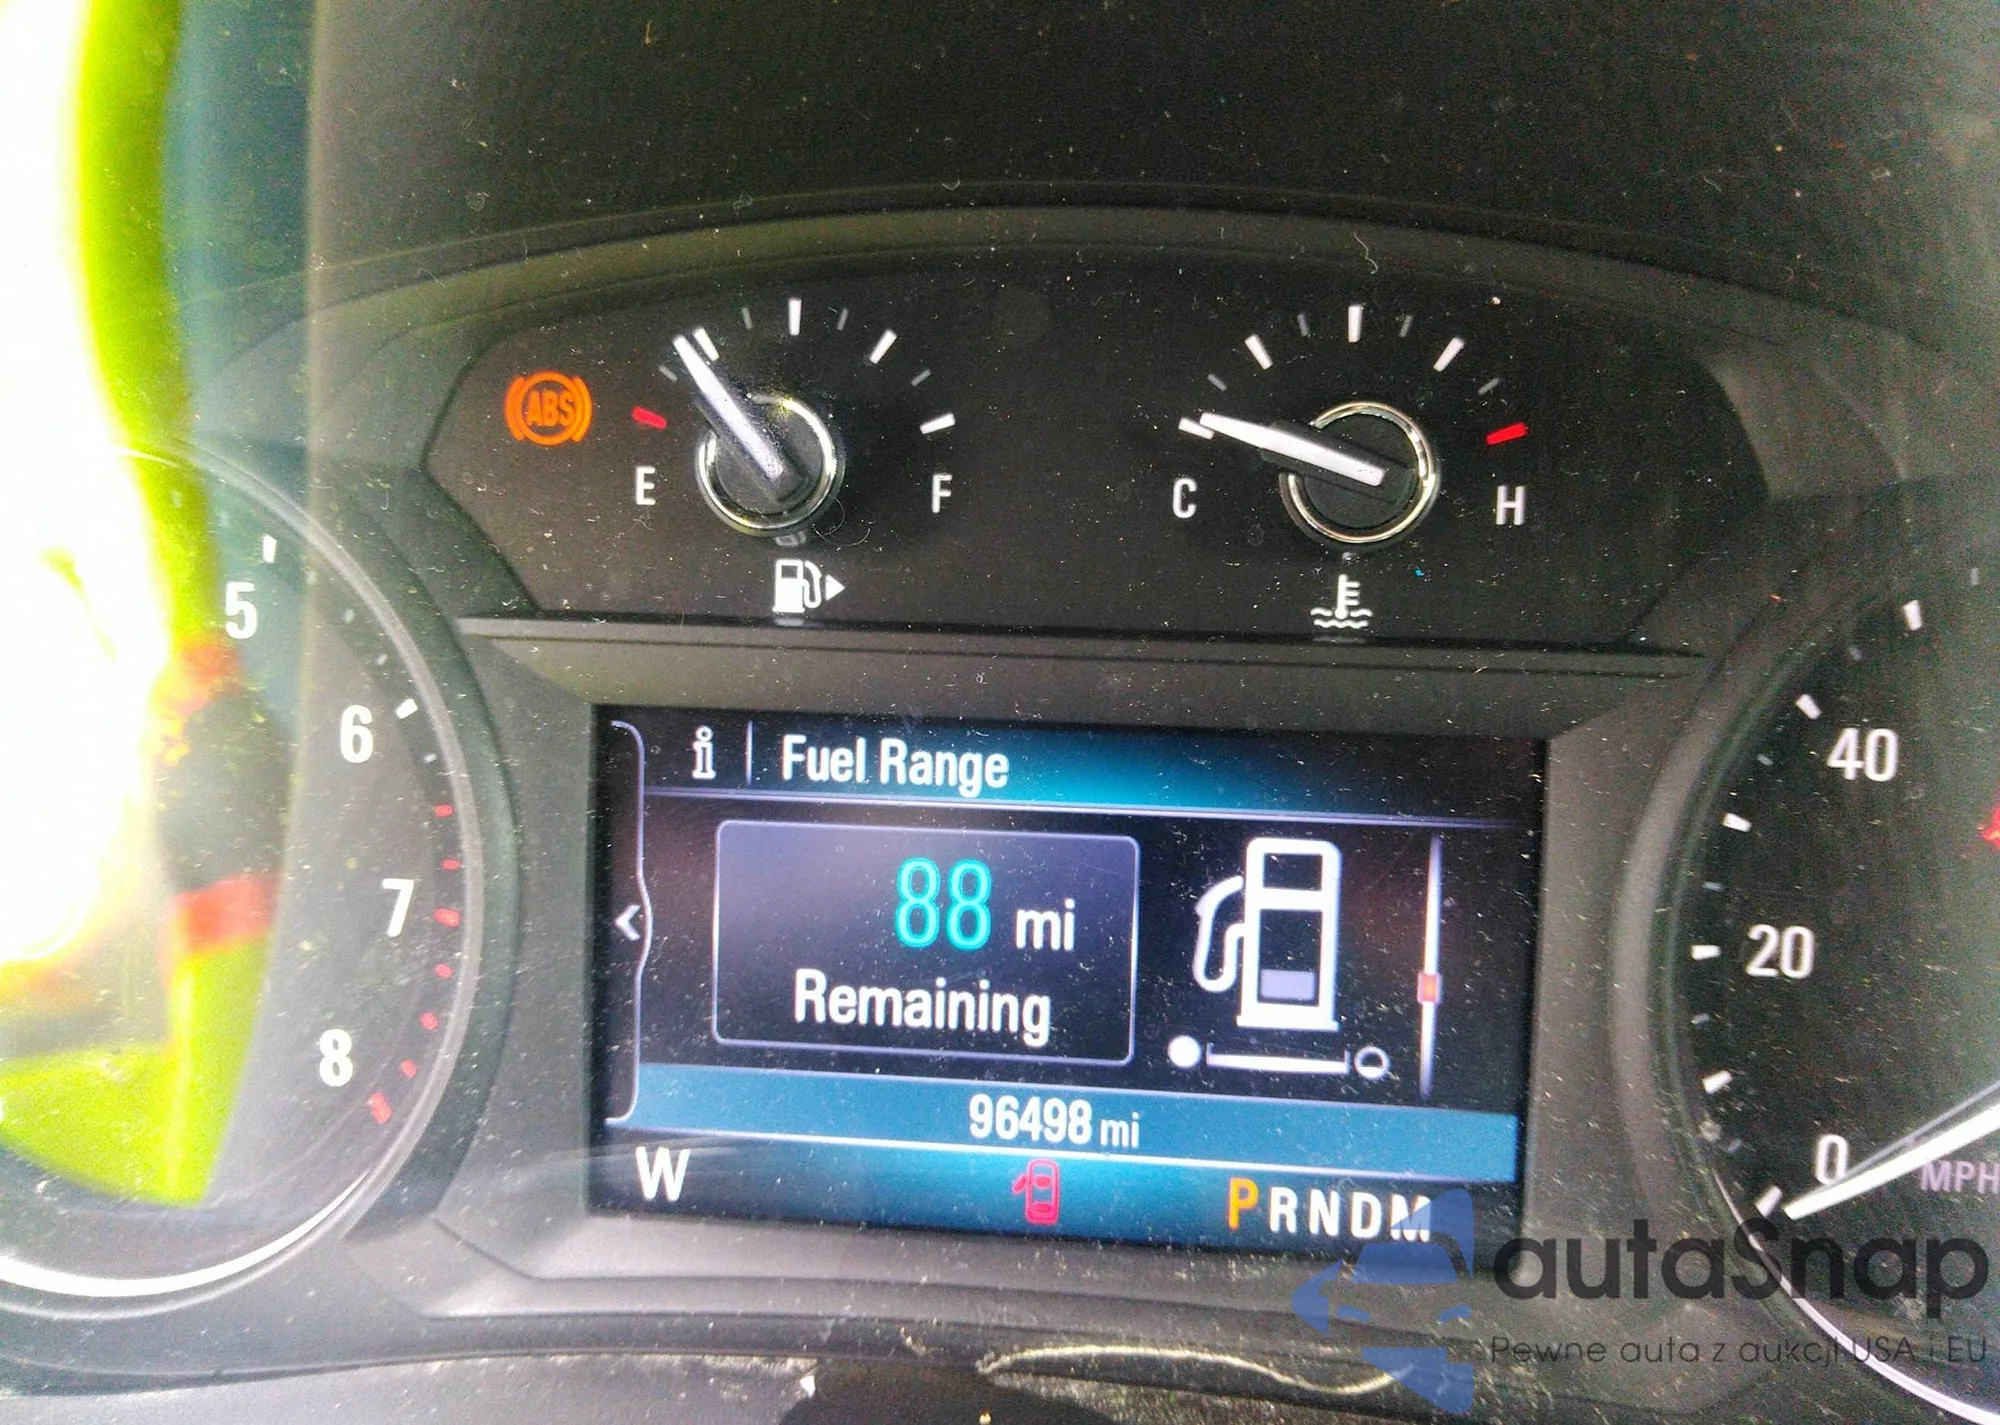 ABS
E
F
C
H
5
6
7
8
i
Fuel Range
88 mi
Remaining
96498 mi
W
PRNDM
40
20
0
MPH
autaSnap
Pewne auta z aukcji USA i EU